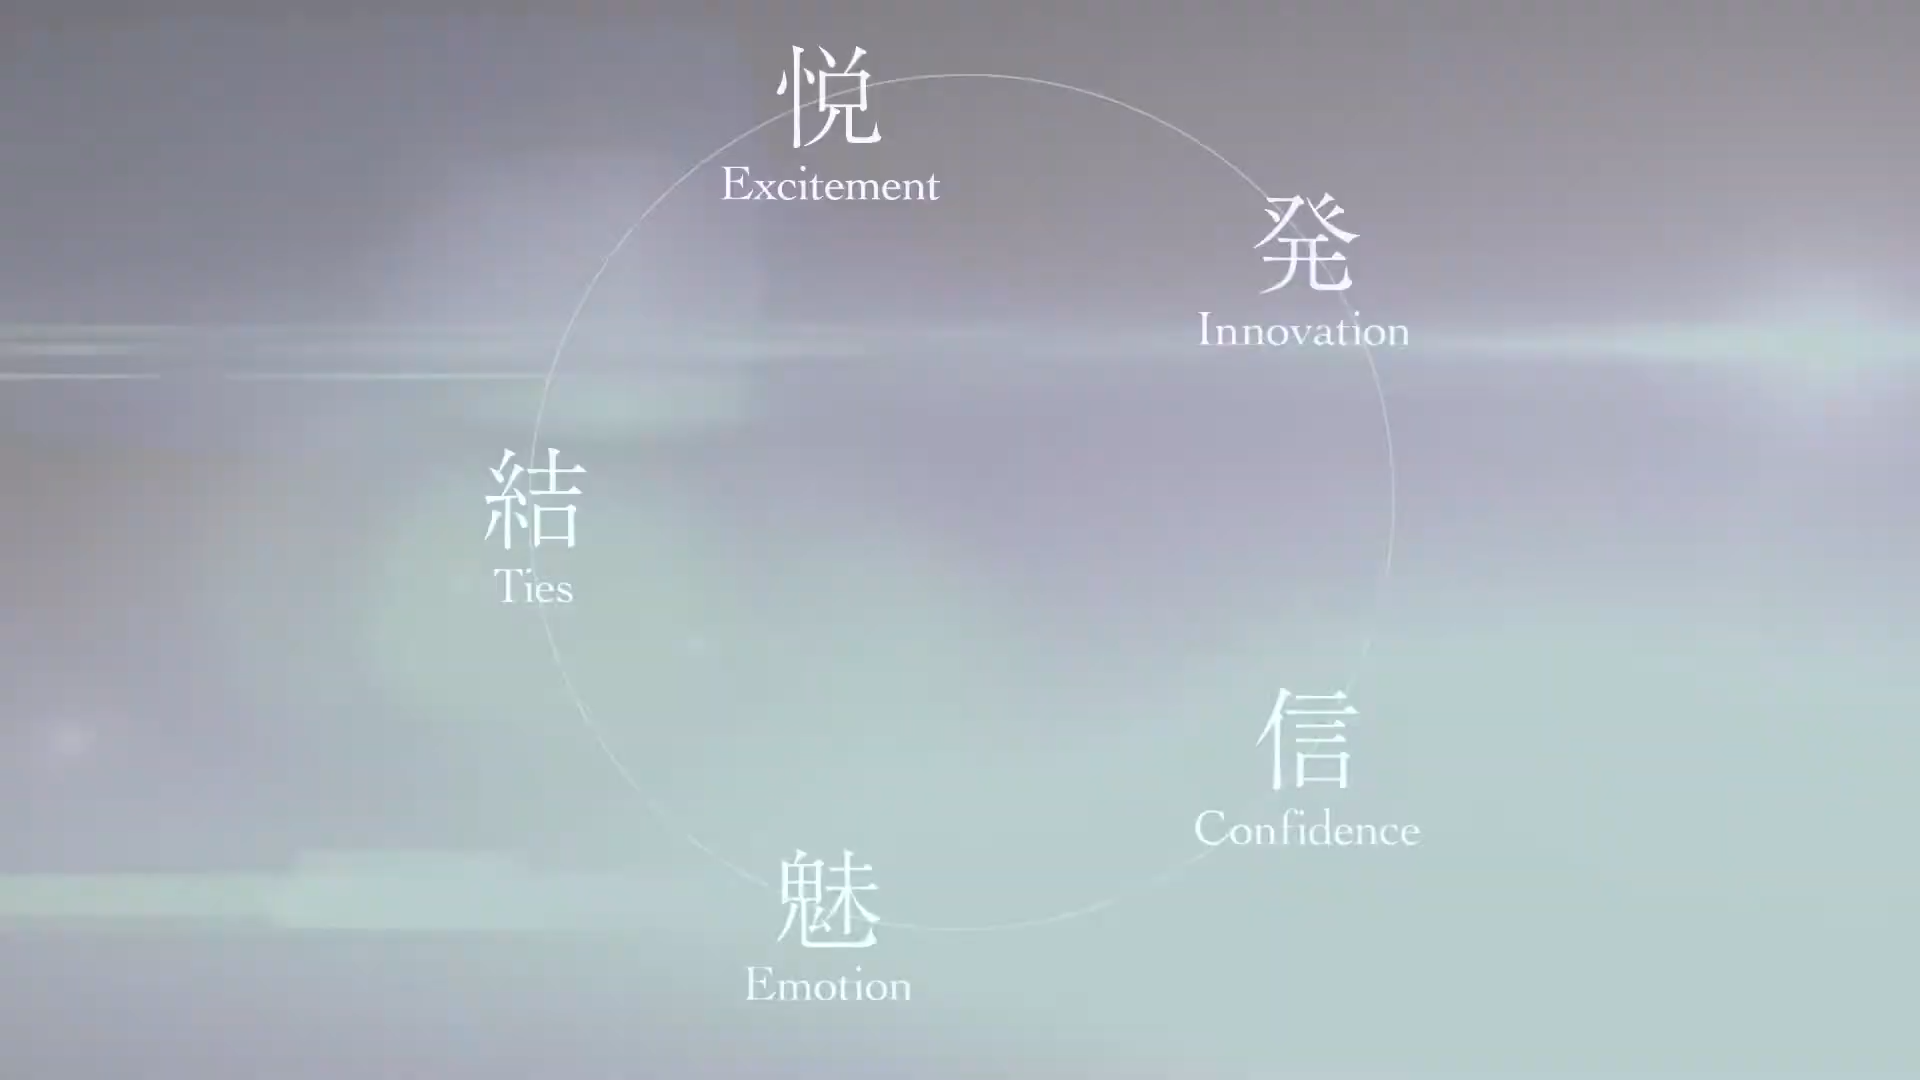 悦
Excitement
発
Innovation
結
Ties
信
Confidence
魅
Emotion